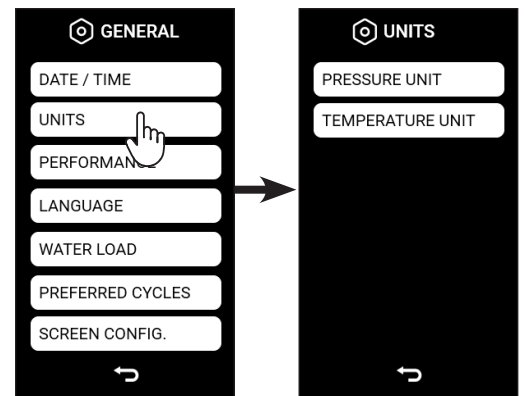 GENERAL
DATE / TIME
UNITS
PERFORMANCE
LANGUAGE
WATER LOAD
PREFERRED CYCLES
SCREEN CONFIG.
UNITS
PRESSURE UNIT
TEMPERATURE UNIT